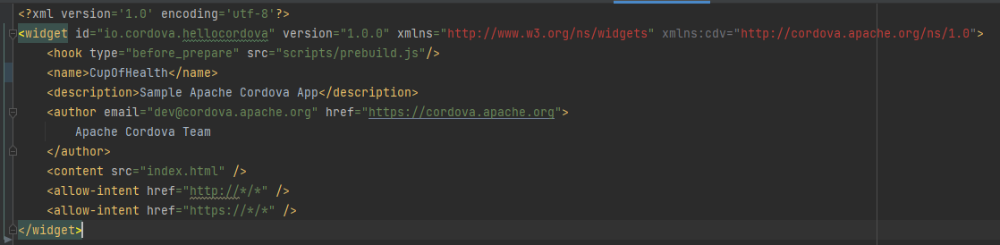 <?xml version='1.0' encoding='utf-8'?>
<widget id="io.cordova.hellocordova" version="1.0.0" xmlns="http://www.w3.org/ns/widgets" xmlns:cdv="http://cordova.apache.org/ns/1.0">
    <hook type="before_prepare" src="scripts/prebuild.js"/>
    <name>CupOfHealth</name>
    <description>Sample Apache Cordova App</description>
    <author email="dev@cordova.apache.org" href="https://cordova.apache.org">
        Apache Cordova Team
    </author>
    <content src="index.html" />
    <allow-intent href="http://*/*" />
    <allow-intent href="https://*/*" />
</widget>